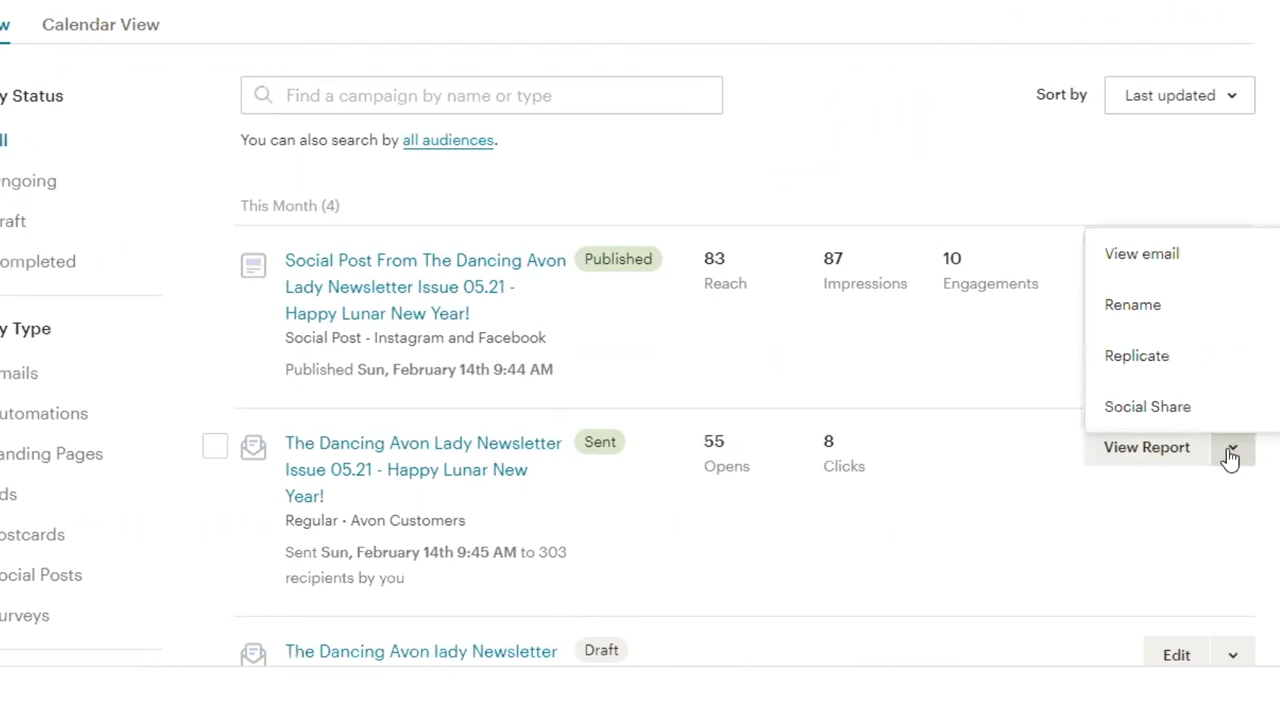 w
Calendar View
y Status
ll
ngoing
raft
ompleted
y Type
mails
utomations
anding Pages
ds
ostcards
ocial Posts
urveys
Find a campaign by name or type
Sort by
Last updated
You can also search by all audiences.
This Month (4)
Social Post From The Dancing Avon
Lady Newsletter Issue 05.21 -
Happy Lunar New Year!
Social Post - Instagram and Facebook
Published Sun, February 14th 9:44 AM
Published
83
Reach
87
Impressions
10
Engagements
View email
Rename
Replicate
Social Share
The Dancing Avon Lady Newsletter
Issue 05.21 - Happy Lunar New
Year!
Regular · Avon Customers
Sent Sun, February 14th 9:45 AM to 303
recipients by you
Sent
55
Opens
8
Clicks
View Report
The Dancing Avon lady Newsletter
Draft
Edit